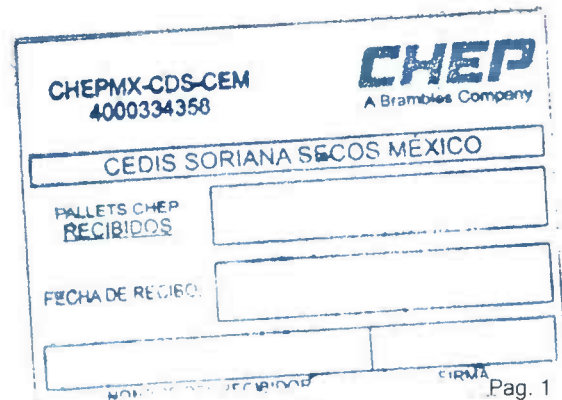 CHEPMX-CDS-CEM
4000334358
CHEP
A Brambles Company
CEDIS SORIANA SECOS MÉXICO
PALLETS CHEP
RECIBIDOS
FECHA DE RECIBO:
FIRMA
Pag. 1